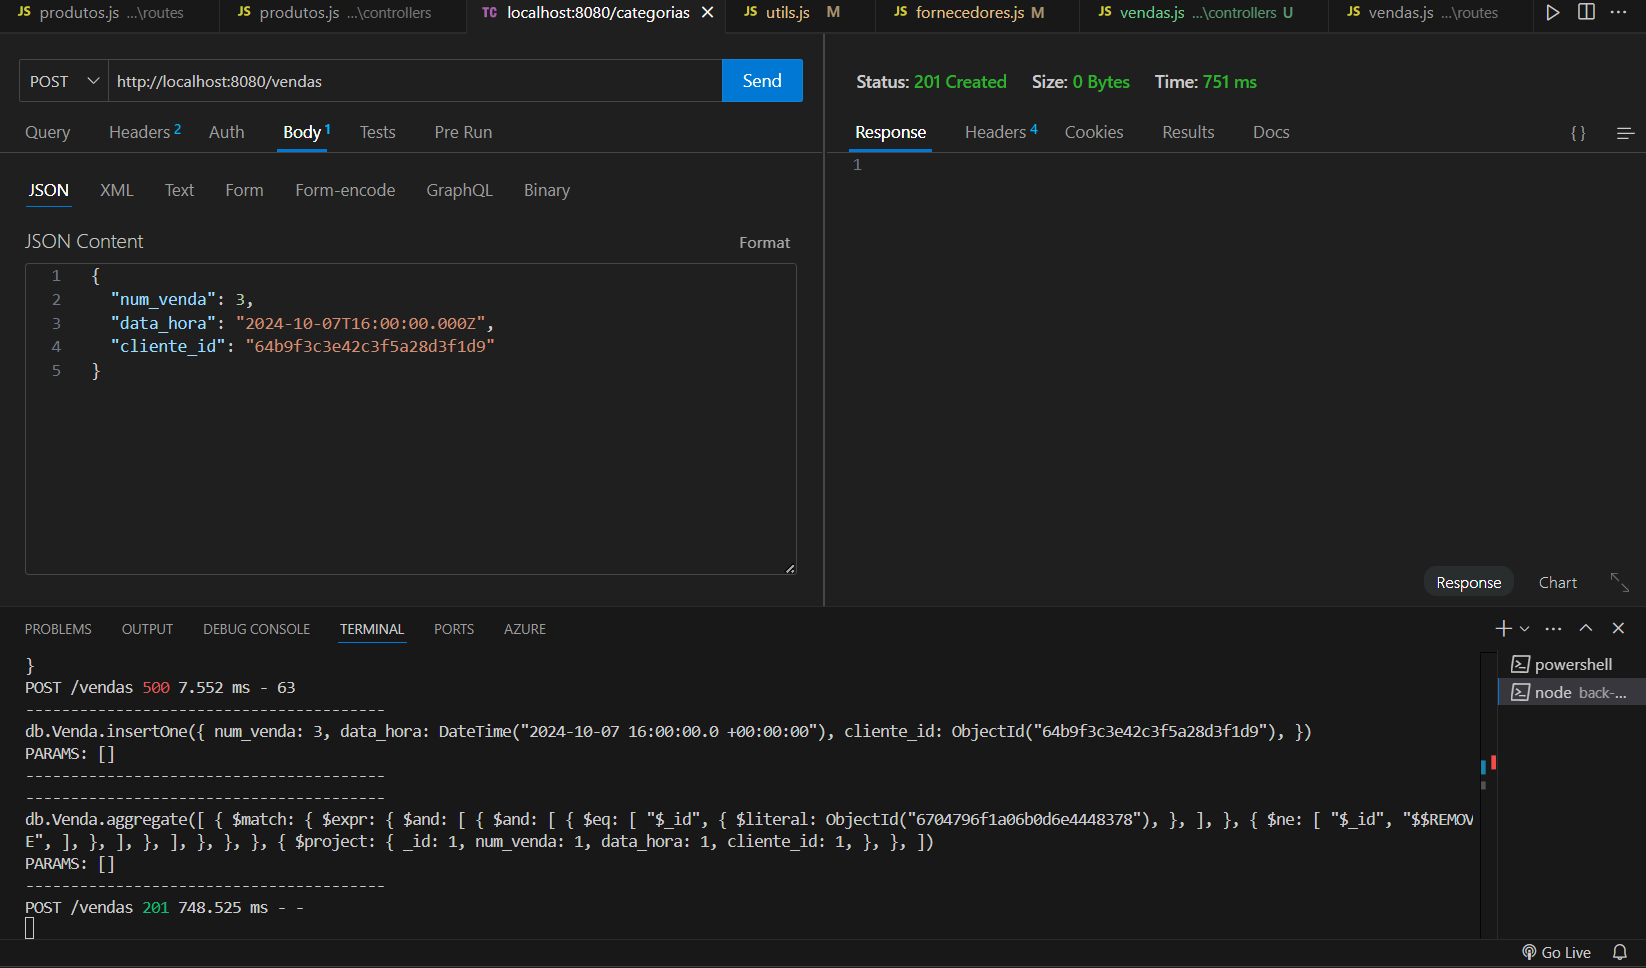 JS produtos.js ...\routes JS produtos.js ...\controllers TC localhost:8080/categorias JS utils.js M JS fornecedores.js M JS vendas.js ...\controllers U JS vendas.js ...\routes ...
POST http://localhost:8080/vendas Send
Status: 201 Created Size: 0 Bytes Time: 751 ms
Query Headers 2 Auth Body 1 Tests Pre Run
Response Headers 4 Cookies Results Docs { }
1
JSON XML Text Form Form-encode GraphQL Binary
JSON Content Format
1 {
2 "num_venda": 3,
3 "data_hora": "2024-10-07T16:00:00.000Z",
4 "cliente_id": "64b9f3c3e42c3f5a28d3f1d9"
5 }
Response Chart
PROBLEMS OUTPUT DEBUG CONSOLE TERMINAL PORTS AZURE
}
POST /vendas 500 7.552 ms - 63
----------------------------------------
db.Venda.insertOne({ num_venda: 3, data_hora: DateTime("2024-10-07 16:00:00.0 +00:00:00"), cliente_id: ObjectId("64b9f3c3e42c3f5a28d3f1d9"), })
PARAMS: []
----------------------------------------
----------------------------------------
db.Venda.aggregate([ { $match: { $expr: { $and: [ { $and: [ { $eq: [ "$_id", { $literal: ObjectId("6704796f1a06b0d6e4448378"), }, ], }, { $ne: [ "$_id", "$$REMOV
E", ], }, ], }, ], }, }, }, { $project: { _id: 1, num_venda: 1, data_hora: 1, cliente_id: 1, }, }, ])
PARAMS: []
----------------------------------------
POST /vendas 201 748.525 ms - -
powershell
node back-...
Go Live